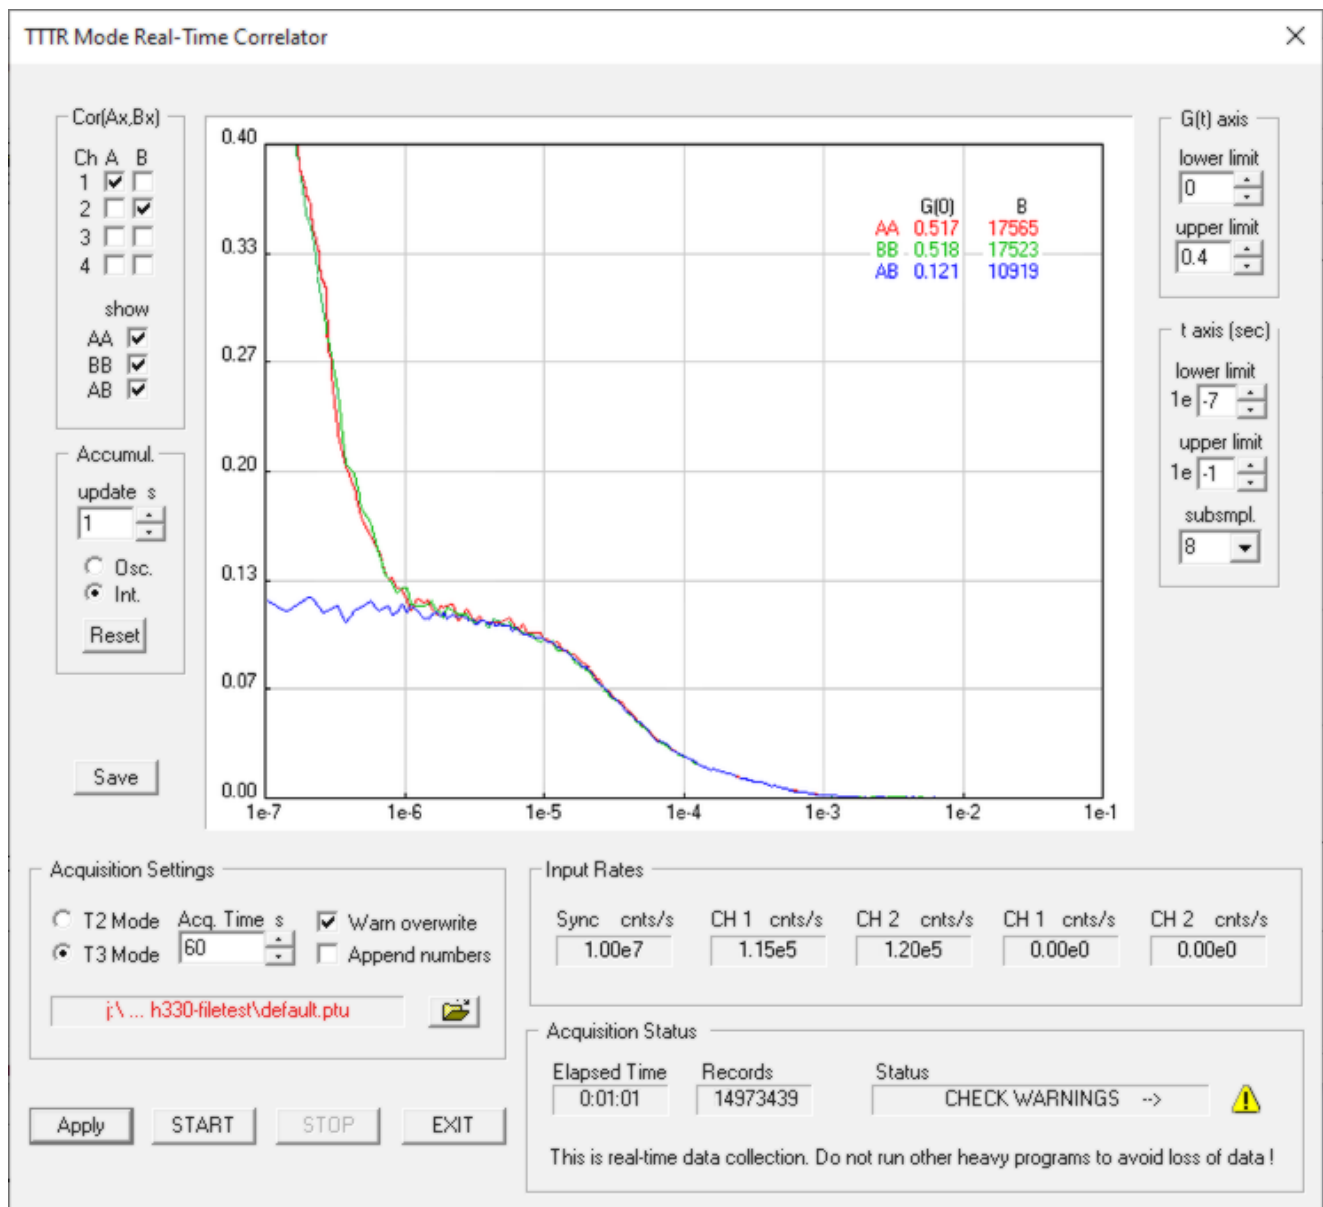 TTTR Mode Real-Time Correlator
Cor(Ax,Bx)
Ch A B
1
2
3
4
show
AA
BB
AB
Accumul.
update s
1
Osc.
Int.
Reset
Save
0.40
0.33
0.27
0.20
0.13
0.07
0.00
1e-7 1e-6 1e-5 1e-4 1e-3 1e-2 1e-1
G(0) B
AA 0.517 17565
BB 0.518 17523
AB 0.121 10919
G(t) axis
lower limit
0
upper limit
0.4
t axis (sec)
lower limit
1e -7
upper limit
1e -1
subsmpl.
8
Acquisition Settings
T2 Mode Acq. Time s Warn overwrite
T3 Mode 60 Append numbers
j:\ ... h330-filetest\default.ptu
Apply START STOP EXIT
Input Rates
Sync cnts/s CH 1 cnts/s CH 2 cnts/s CH 1 cnts/s CH 2 cnts/s
1.00e7 1.15e5 1.20e5 0.00e0 0.00e0
Acquisition Status
Elapsed Time Records Status
0:01:01 14973439 CHECK WARNINGS -->
This is real-time data collection. Do not run other heavy programs to avoid loss of data !